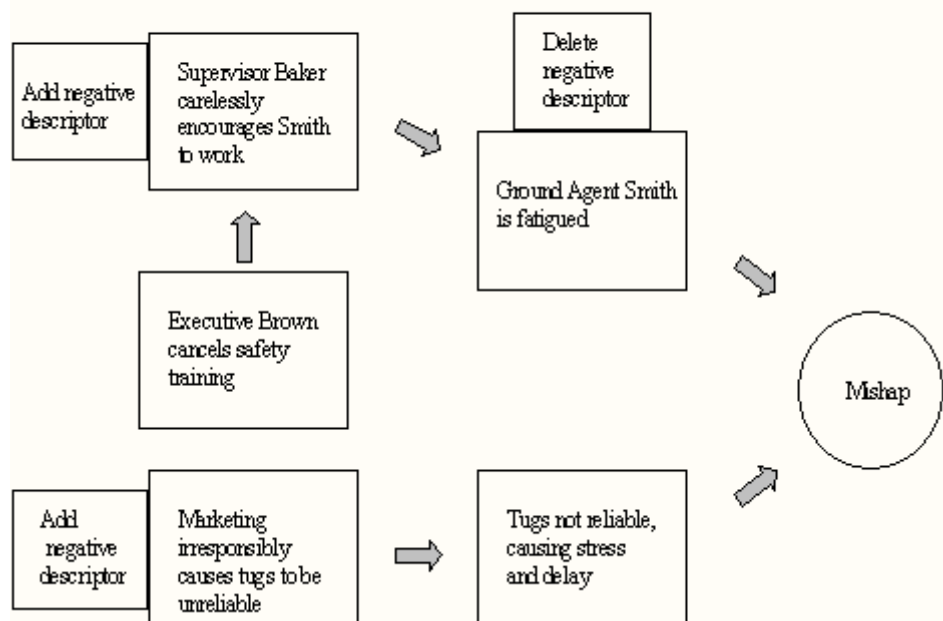 Add negative
descriptor
Supervisor Baker
carelessly
encourages Smith
to work
Delete
negative
descriptor
Ground Agent Smith
is fatigued
Executive Brown
cancels safety
training
Mishap
Add
negative
descriptor
Marketing
irresponsibly
causes tugs to be
unreliable
Tugs not reliable,
causing stress
and delay